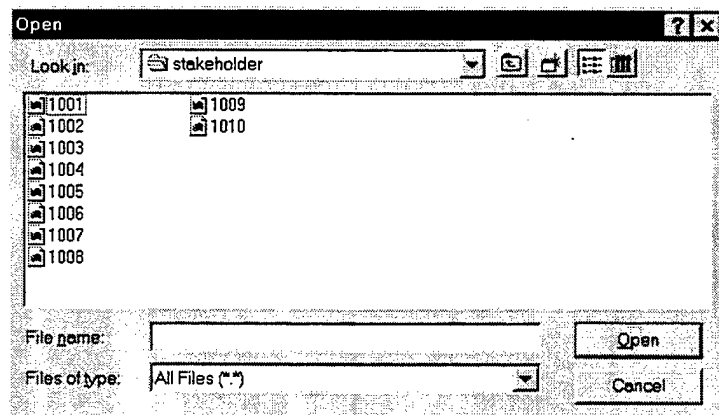 Open
Look in: stakeholder
1001 1009
1002 1010
1003
1004
1005
1006
1007
1008
File name: Open
Files of type: All Files (*.*) Cancel